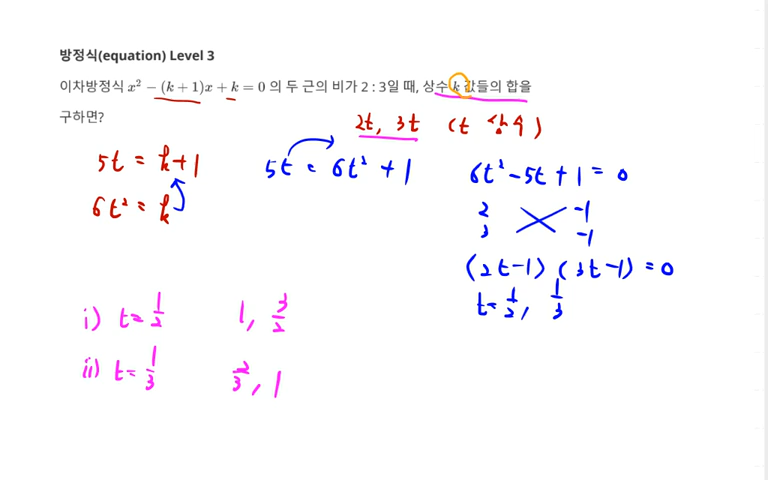 방정식(equation) Level 3
이차방정식 x² − (k + 1)x + k = 0 의 두 근의 비가 2 : 3일 때, 상수 k 값들의 합을
구하면?
2t, 3t (t 상수)
5t = k+1
6t² = k
5t = 6t² + 1
6t² - 5t + 1 = 0
2 -1
3 -1
(2t-1) (3t-1) = 0
t = 1/2, 1/3
i) t = 1/2 1, 3/2
ii) t = 1/3 2/3, 1